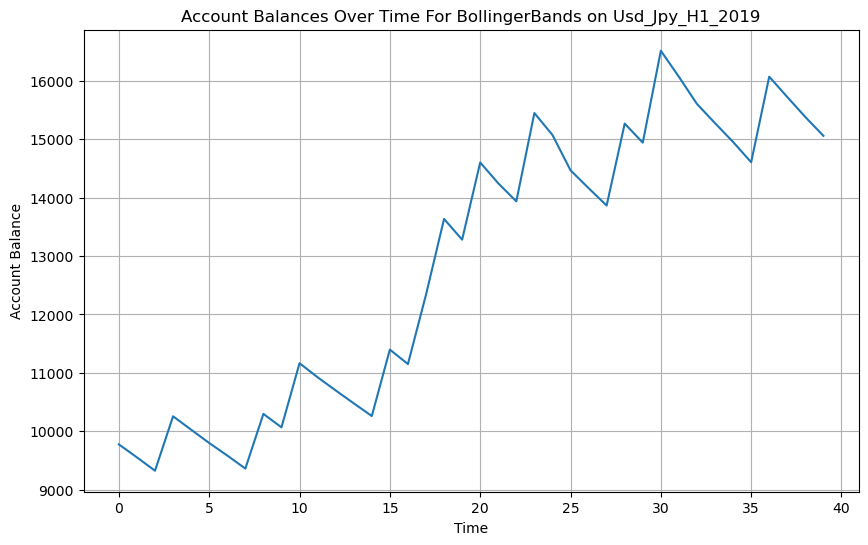 Account Balances Over Time For BollingerBands on Usd_Jpy_H1_2019
Account Balance
16000
15000
14000
13000
12000
11000
10000
9000
0 5 10 15 20 25 30 35 40
Time